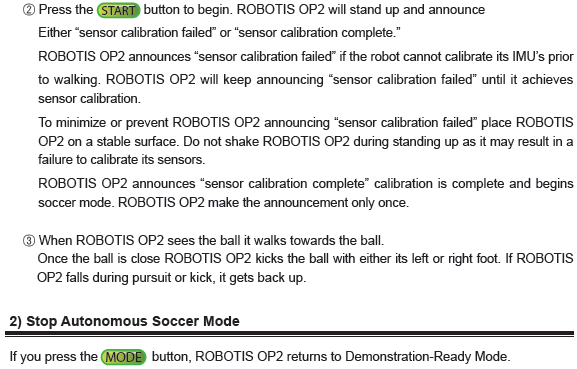 ② Press the START button to begin. ROBOTIS OP2 will stand up and announce
Either “sensor calibration failed” or “sensor calibration complete.”
ROBOTIS OP2 announces “sensor calibration failed” if the robot cannot calibrate its IMU’s prior
to walking. ROBOTIS OP2 will keep announcing “sensor calibration failed” until it achieves
sensor calibration.
To minimize or prevent ROBOTIS OP2 announcing “sensor calibration failed” place ROBOTIS
OP2 on a stable surface. Do not shake ROBOTIS OP2 during standing up as it may result in a
failure to calibrate its sensors.
ROBOTIS OP2 announces “sensor calibration complete” calibration is complete and begins
soccer mode. ROBOTIS OP2 make the announcement only once.
③ When ROBOTIS OP2 sees the ball it walks towards the ball.
Once the ball is close ROBOTIS OP2 kicks the ball with either its left or right foot. If ROBOTIS
OP2 falls during pursuit or kick, it gets back up.
2) Stop Autonomous Soccer Mode
If you press the MODE button, ROBOTIS OP2 returns to Demonstration-Ready Mode.